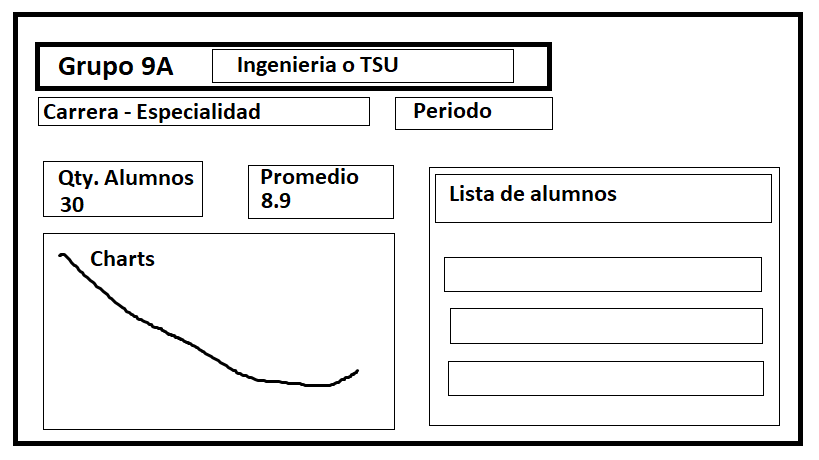 Grupo 9A
Ingenieria o TSU
Carrera - Especialidad
Periodo
Qty. Alumnos
30
Promedio
8.9
Lista de alumnos
Charts